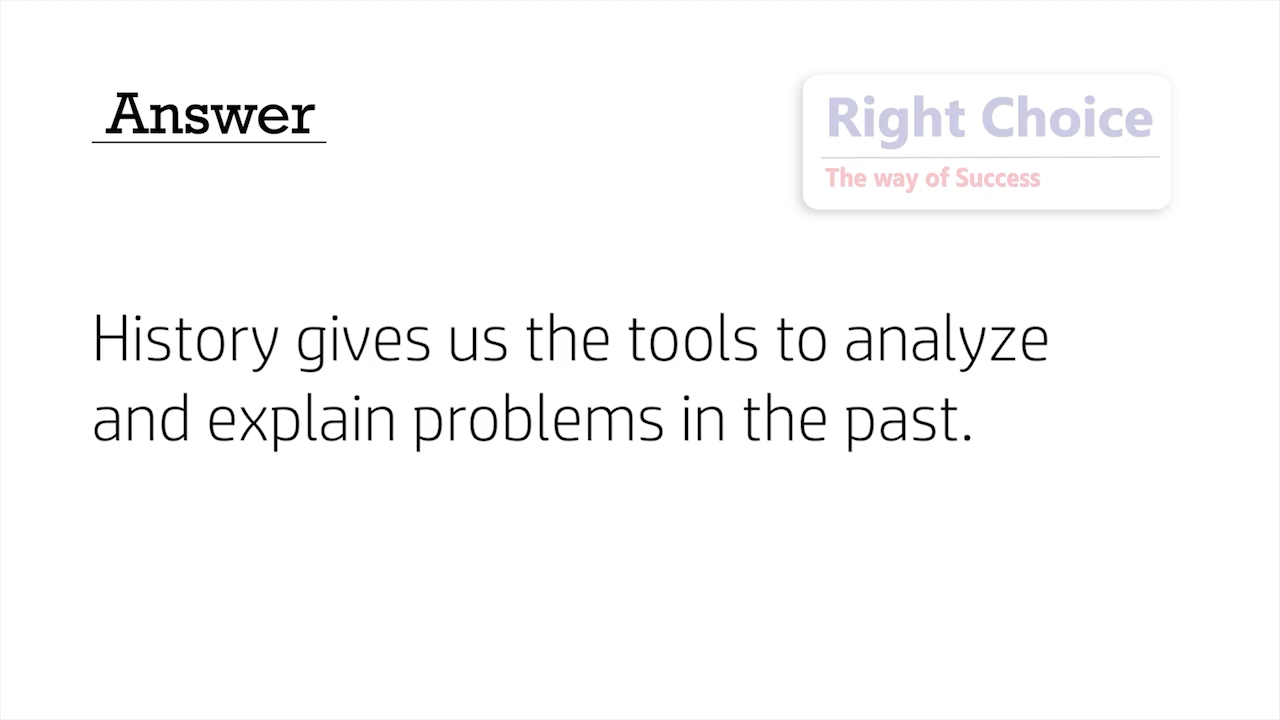 Answer
Right Choice
The way of Success
History gives us the tools to analyze
and explain problems in the past.